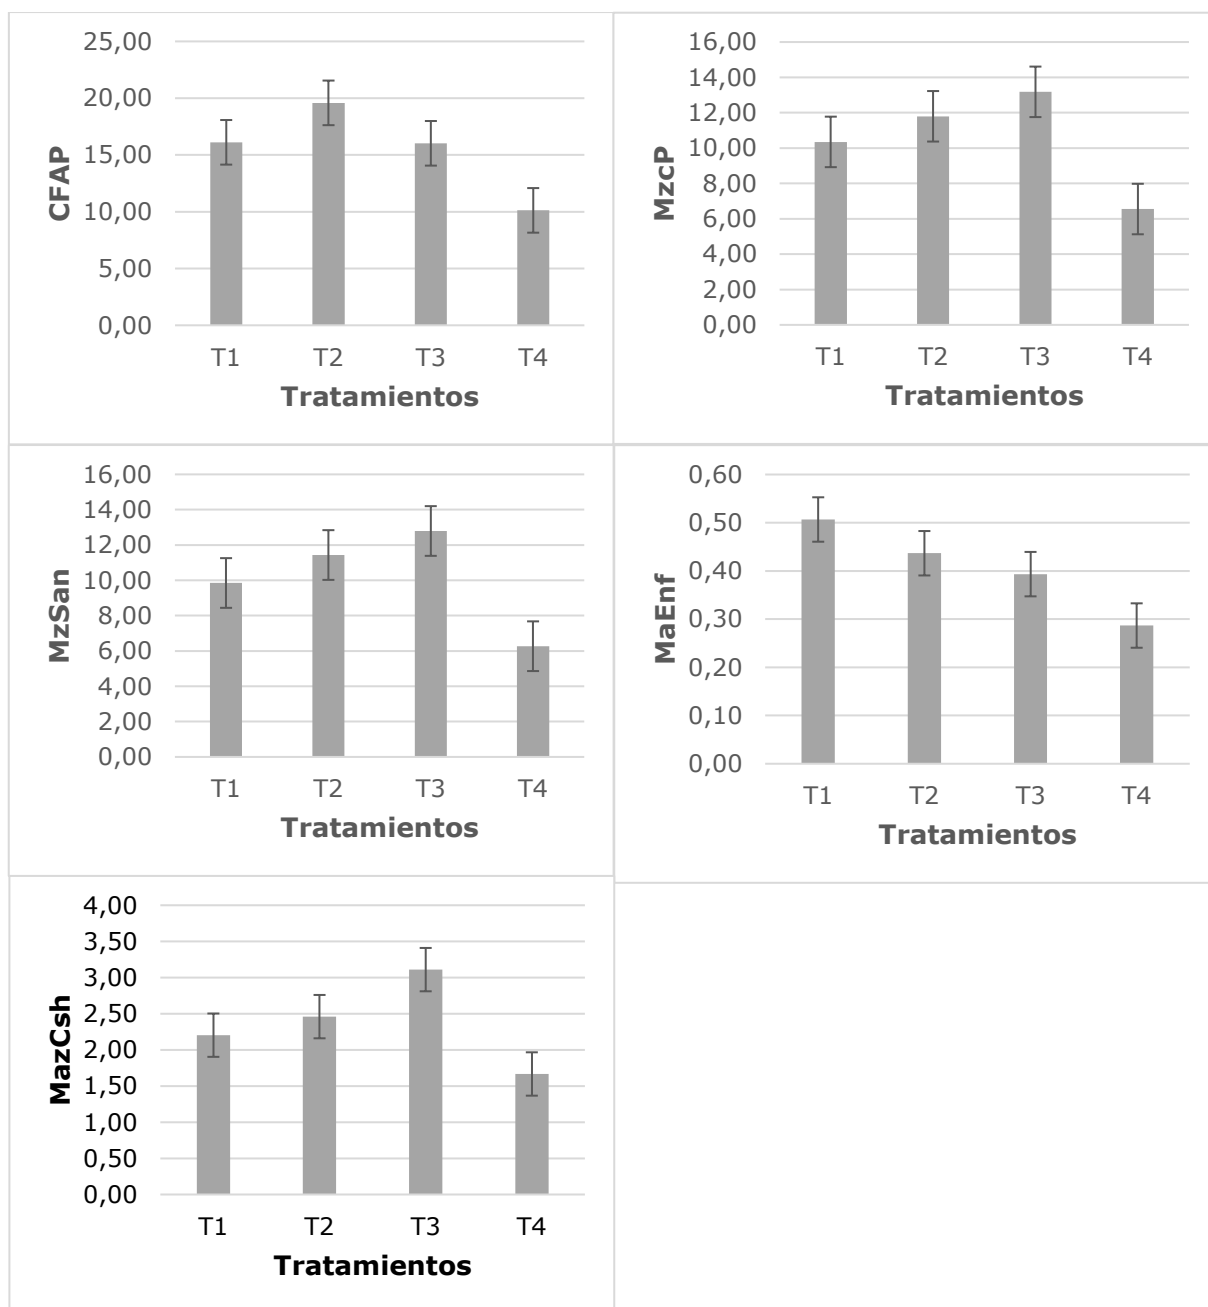 25,00
20,00
15,00
10,00
5,00
0,00
CFAP
T1 T2 T3 T4
Tratamientos
16,00
14,00
12,00
10,00
8,00
6,00
4,00
2,00
0,00
MzcP
T1 T2 T3 T4
Tratamientos
16,00
14,00
12,00
10,00
8,00
6,00
4,00
2,00
0,00
MzSan
T1 T2 T3 T4
Tratamientos
0,60
0,50
0,40
0,30
0,20
0,10
0,00
MaEnf
T1 T2 T3 T4
Tratamientos
4,00
3,50
3,00
2,50
2,00
1,50
1,00
0,50
0,00
MazCsh
T1 T2 T3 T4
Tratamientos